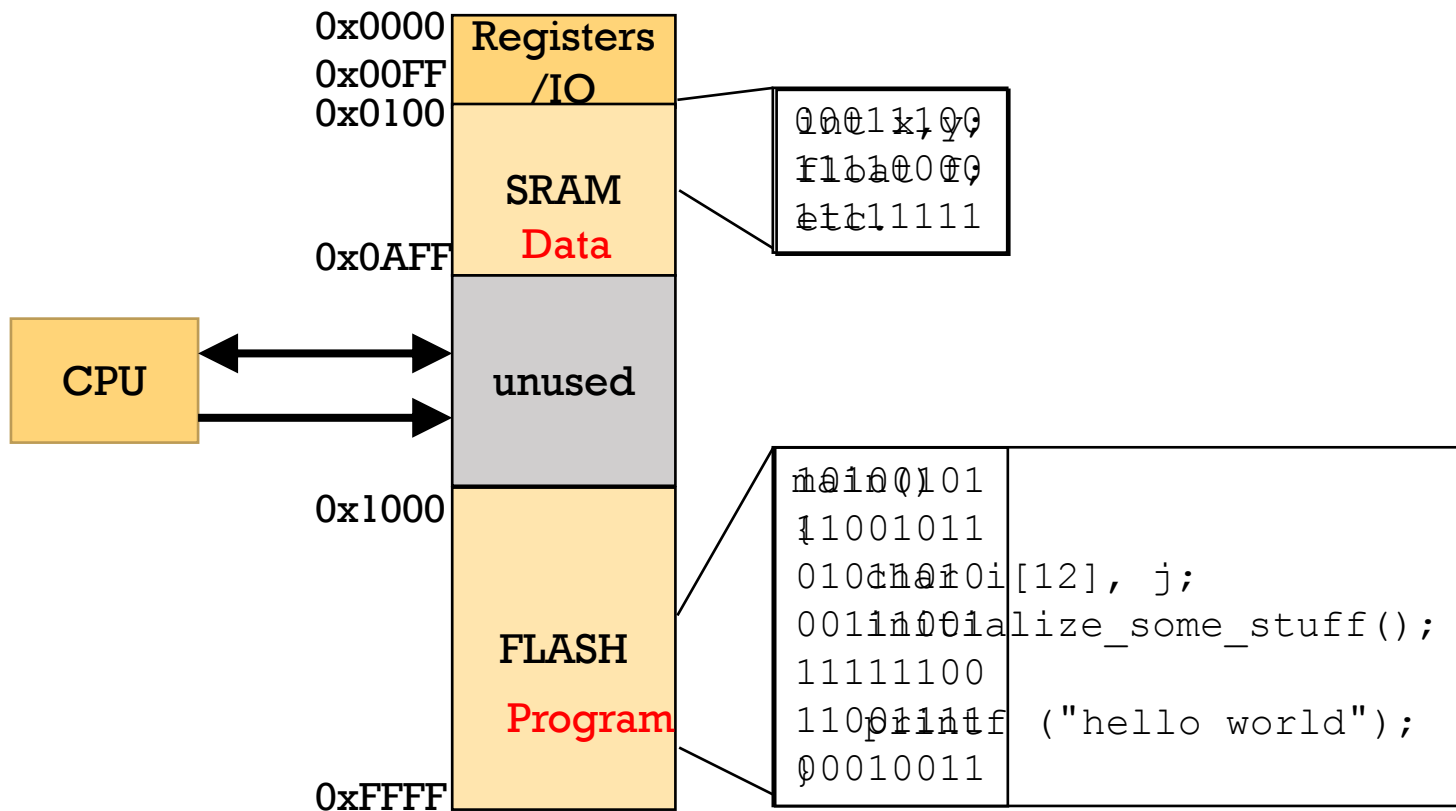 0x0000
Registers
/IO
0x00FF
0x0100
SRAM
Data
0x0AFF
CPU
unused
0x1000
FLASH
Program
0xFFFF
int x,y;
float f;
etc.
00011100
11110000
11111111
main()
{
char i[12], j;
initialize_some_stuff();
printf ("hello world");
}
10100101
11001011
01011010
00111001
11111100
11001111
00010011